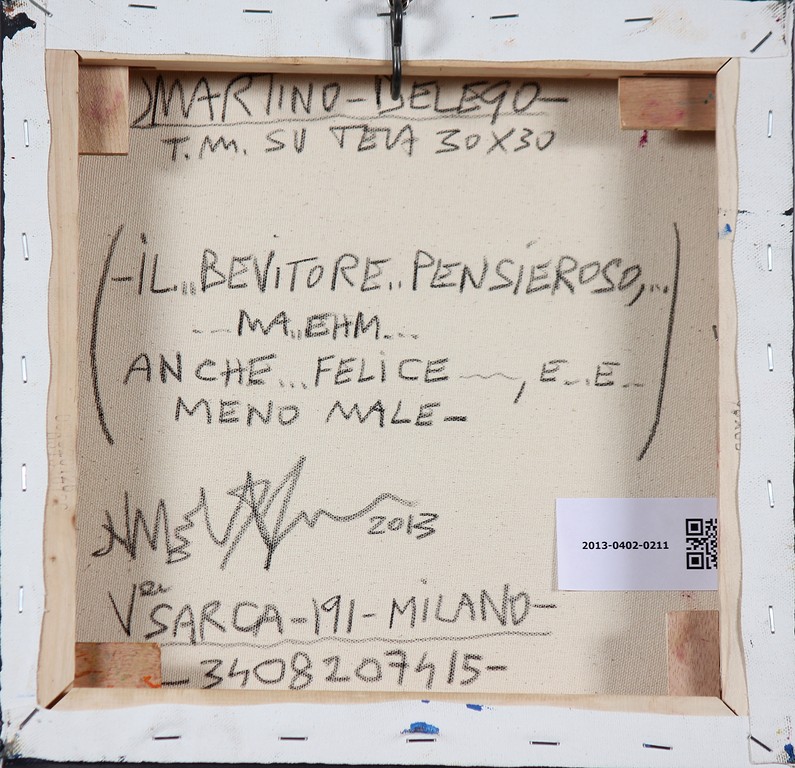 MARTINO-BELEGO-
T.M. SU TELA 30X30
(-IL..BEVITORE..PENSIEROSO,...
---MA..EHM...
ANCHE...FELICE ~~, E-..E..
MENO MALE-)
2013
2013-0402-0211
Vle SARCA-191-MILANO-
-3408207415-